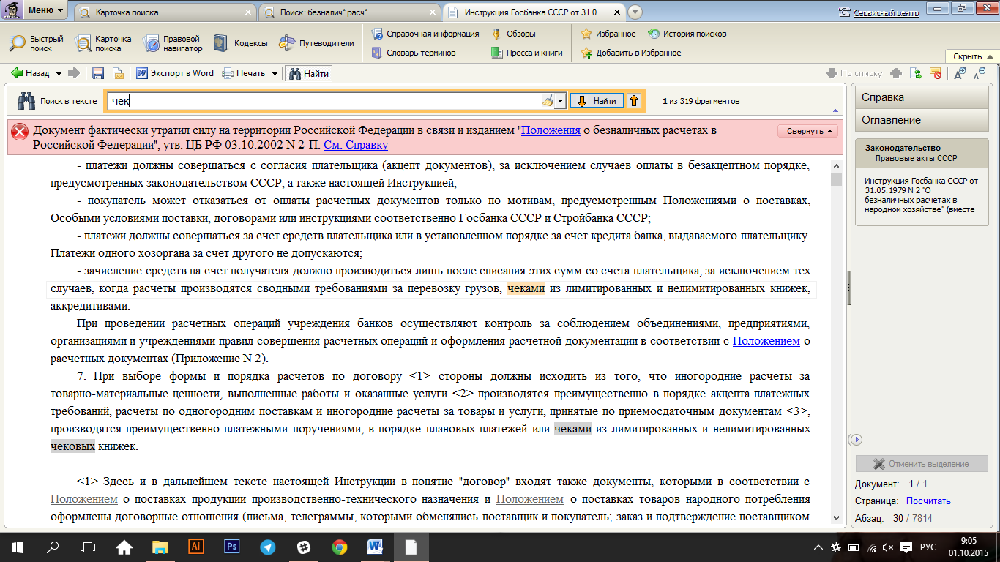 Меню
Карточка поиска
Поиск: безналич* расч*
Инструкция Госбанка СССР от 31.0...
Сервисный центр
Быстрый поиск
Карточка поиска
Правовой навигатор
Кодексы
Путеводители
Справочная информация
Словарь терминов
Обзоры
Пресса и книги
Избранное
История поисков
Добавить в Избранное
Скрыть
Назад
Экспорт в Word
Печать
Найти
По списку
Поиск в тексте
чек
Найти
1 из 319 фрагментов
Документ фактически утратил силу на территории Российской Федерации в связи и изданием "Положения о безналичных расчетах в
Российской Федерации", утв. ЦБ РФ 03.10.2002 N 2-П. См. Справку
Свернуть
- платежи должны совершаться с согласия плательщика (акцепт документов), за исключением случаев оплаты в безакцептном порядке,
предусмотренных законодательством СССР, а также настоящей Инструкцией;
- покупатель может отказаться от оплаты расчетных документов только по мотивам, предусмотренным Положениями о поставках,
Особыми условиями поставки, договорами или инструкциями соответственно Госбанка СССР и Стройбанка СССР;
- платежи должны совершаться за счет средств плательщика или в установленном порядке за счет кредита банка, выдаваемого плательщику.
Платежи одного хозоргана за счет другого не допускаются;
- зачисление средств на счет получателя должно производиться лишь после списания этих сумм со счета плательщика, за исключением тех
случаев, когда расчеты производятся сводными требованиями за перевозку грузов, чеками из лимитированных и нелимитированных книжек,
аккредитивами.
При проведении расчетных операций учреждения банков осуществляют контроль за соблюдением объединениями, предприятиями,
организациями и учреждениями правил совершения расчетных операций и оформления расчетной документации в соответствии с Положением о
расчетных документах (Приложение N 2).
7. При выборе формы и порядка расчетов по договору <1> стороны должны исходить из того, что иногородние расчеты за
товарно-материальные ценности, выполненные работы и оказанные услуги <2> производятся преимущественно в порядке акцепта платежных
требований, расчеты по одногородним поставкам и иногородние расчеты за товары и услуги, принятые по приемосдаточным документам <3>,
производятся преимущественно платежными поручениями, в порядке плановых платежей или чеками из лимитированных и нелимитированных
чековых книжек.
--------------------------------
<1> Здесь и в дальнейшем тексте настоящей Инструкции в понятие "договор" входят также документы, которыми в соответствии с
Положением о поставках продукции производственно-технического назначения и Положением о поставках товаров народного потребления
оформлены договорные отношения (письма, телеграммы, которыми обменялись поставщик и покупатель; заказ и подтверждение поставщиком
Справка
Оглавление
Законодательство
Правовые акты СССР
Инструкция Госбанка СССР от
31.05.1979 N 2 "О
безналичных расчетах в
народном хозяйстве" (вместе
Отменить выделение
Документ: 1 / 1
Страница: Посчитать
Абзац: 30 / 7814
Ai
Ps
РУС
9:05
01.10.2015